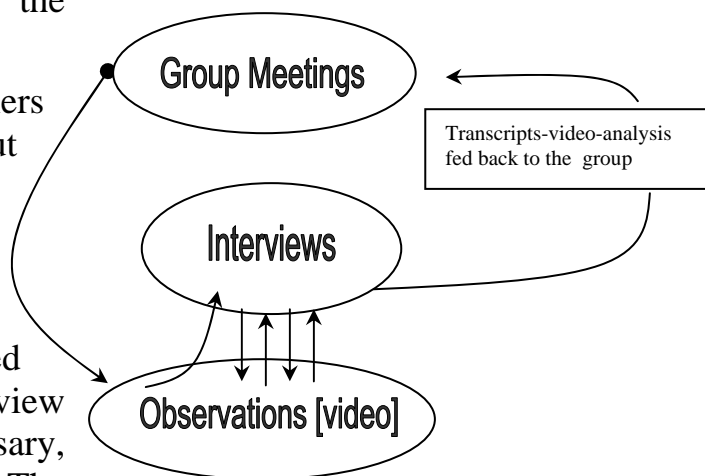 the
ers
ut
ed
view
sary,
Th
Group Meetings
Transcripts-video-analysis
fed back to the group
Interviews
Observations [video]